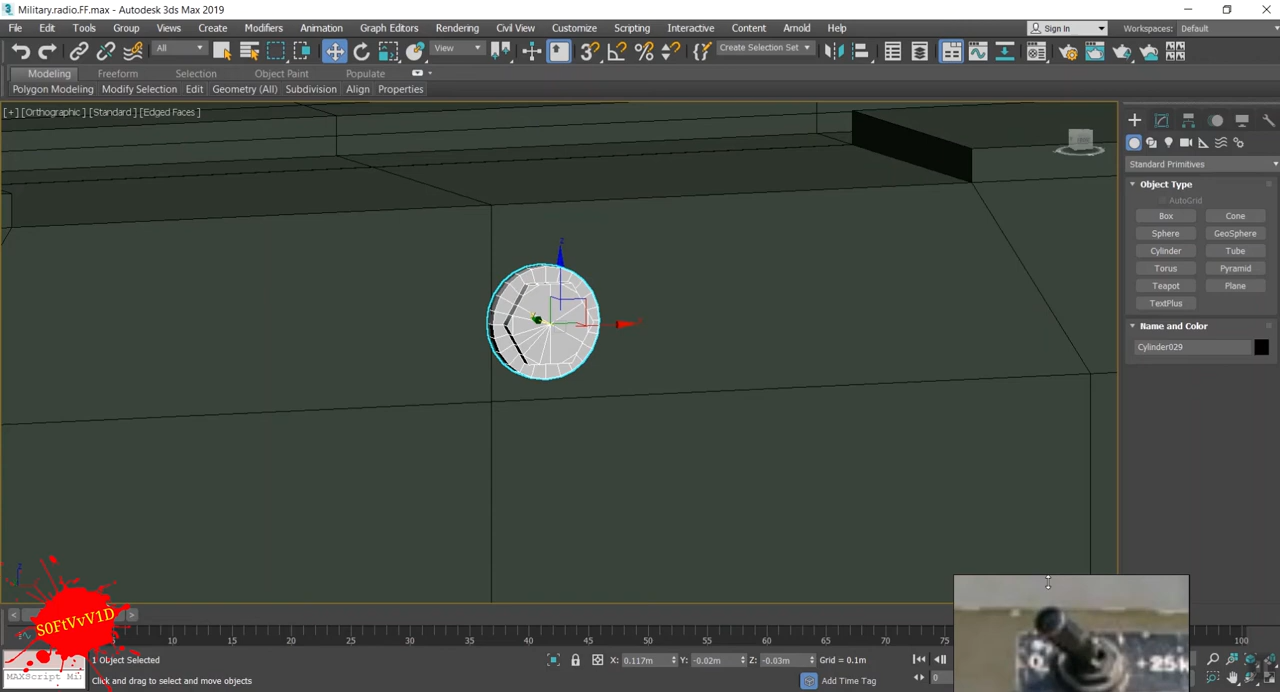 Military.radio.FF.max - Autodesk 3ds Max 2019
File Edit Tools Group Views Create Modifiers Animation Graph Editors Rendering Civil View Customize Scripting Interactive Content Arnold Help Sign In Workspaces: Default
All View Create Selection Set
Modeling Freeform Selection Object Paint Populate
Polygon Modeling Modify Selection Edit Geometry (All) Subdivision Align Properties
[+] [Orthographic] [Standard] [Edged Faces]
Standard Primitives
Object Type
AutoGrid
Box Cone
Sphere GeoSphere
Cylinder Tube
Torus Pyramid
Teapot Plane
TextPlus
Name and Color
Cylinder029
z
z
S0FtVvV1D
10 15 20 25 30 35 40 45 50 55 60 65 70 75 100
0 +25
1 Object Selected X: 0.117m Y: -0.02m Z: -0.03m Grid = 0.1m
0
MAXScript Mi Click and drag to select and move objects Add Time Tag